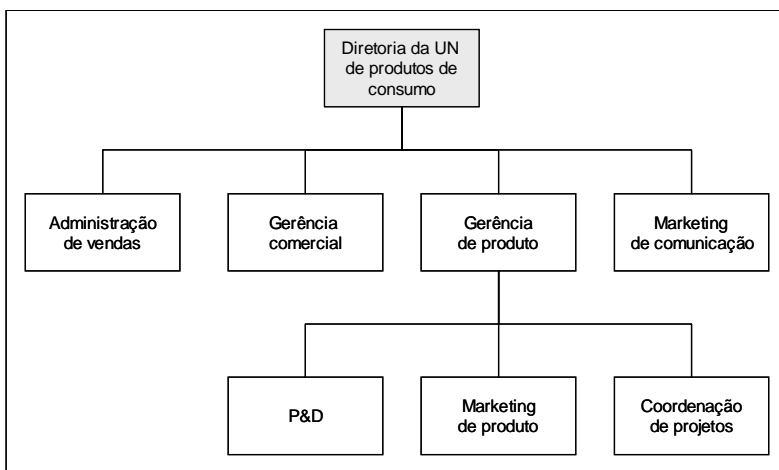 Diretoria da UN
de produtos de
consumo
Administração
de vendas
Gerência
comercial
Gerência
de produto
Marketing
de comunicação
P&D
Marketing
de produto
Coordenação
de projetos